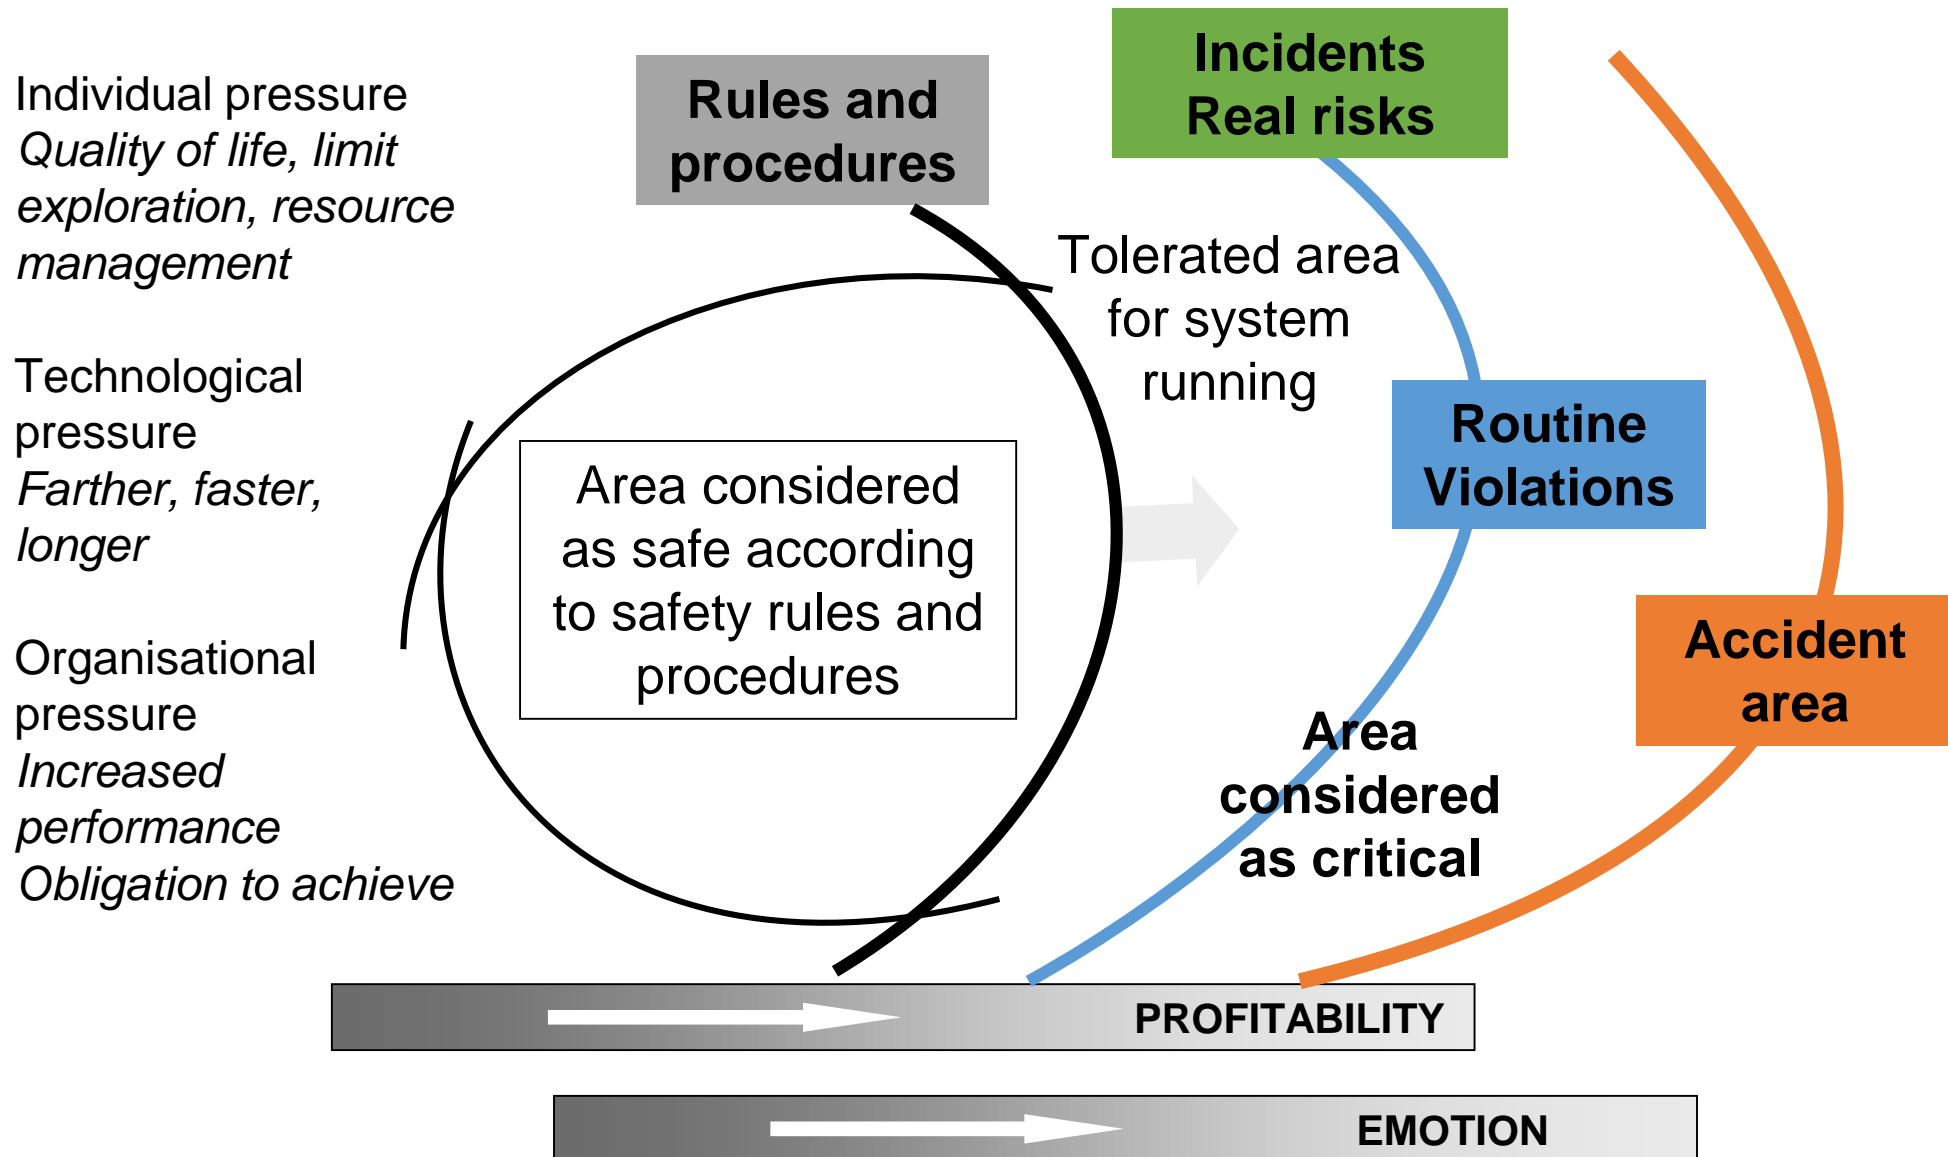 Individual pressure
Quality of life, limit
exploration, resource
management
Technological
pressure
Farther, faster,
longer
Organisational
pressure
Increased
performance
Obligation to achieve
Rules and
procedures
Incidents
Real risks
Tolerated area
for system
running
Routine
Violations
Area considered
as safe according
to safety rules and
procedures
Accident
area
Area
considered
as critical
PROFITABILITY
EMOTION